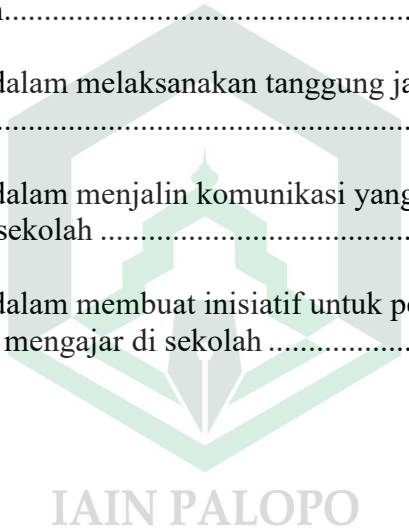 n..........................................................
dalam melaksanakan tanggung ja
..........................................................
dalam menjalin komunikasi yang
sekolah ............................................
dalam membuat inisiatif untuk pe
mengajar di sekolah ...................
IAIN PALOPO